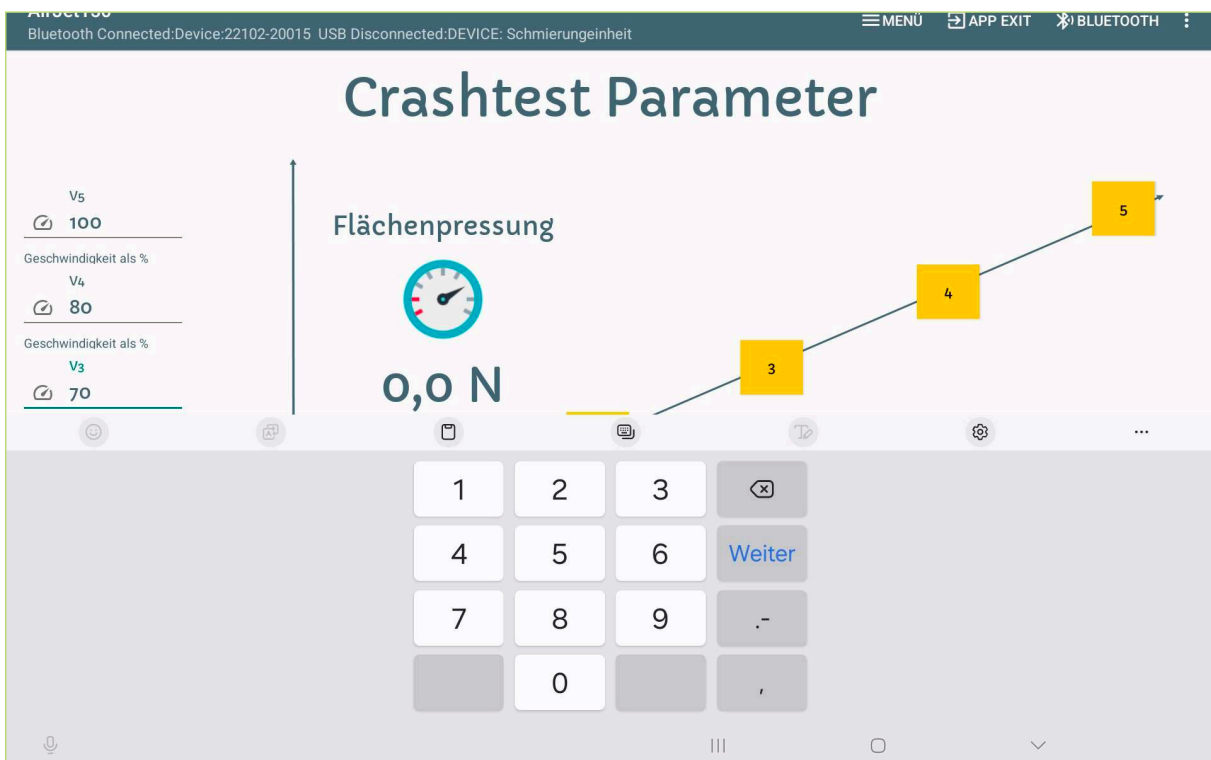 Bluetooth Connected:Device:22102-20015 USB Disconnected:DEVICE: Schmierungeinheit
MENÜ APP EXIT BLUETOOTH
Crashtest Parameter
V5
100
Geschwindigkeit als %
V4
80
Geschwindigkeit als %
V3
70
Flächenpressung
0,0 N
5
4
3
1 2 3
4 5 6 Weiter
7 8 9 .-
0 ,